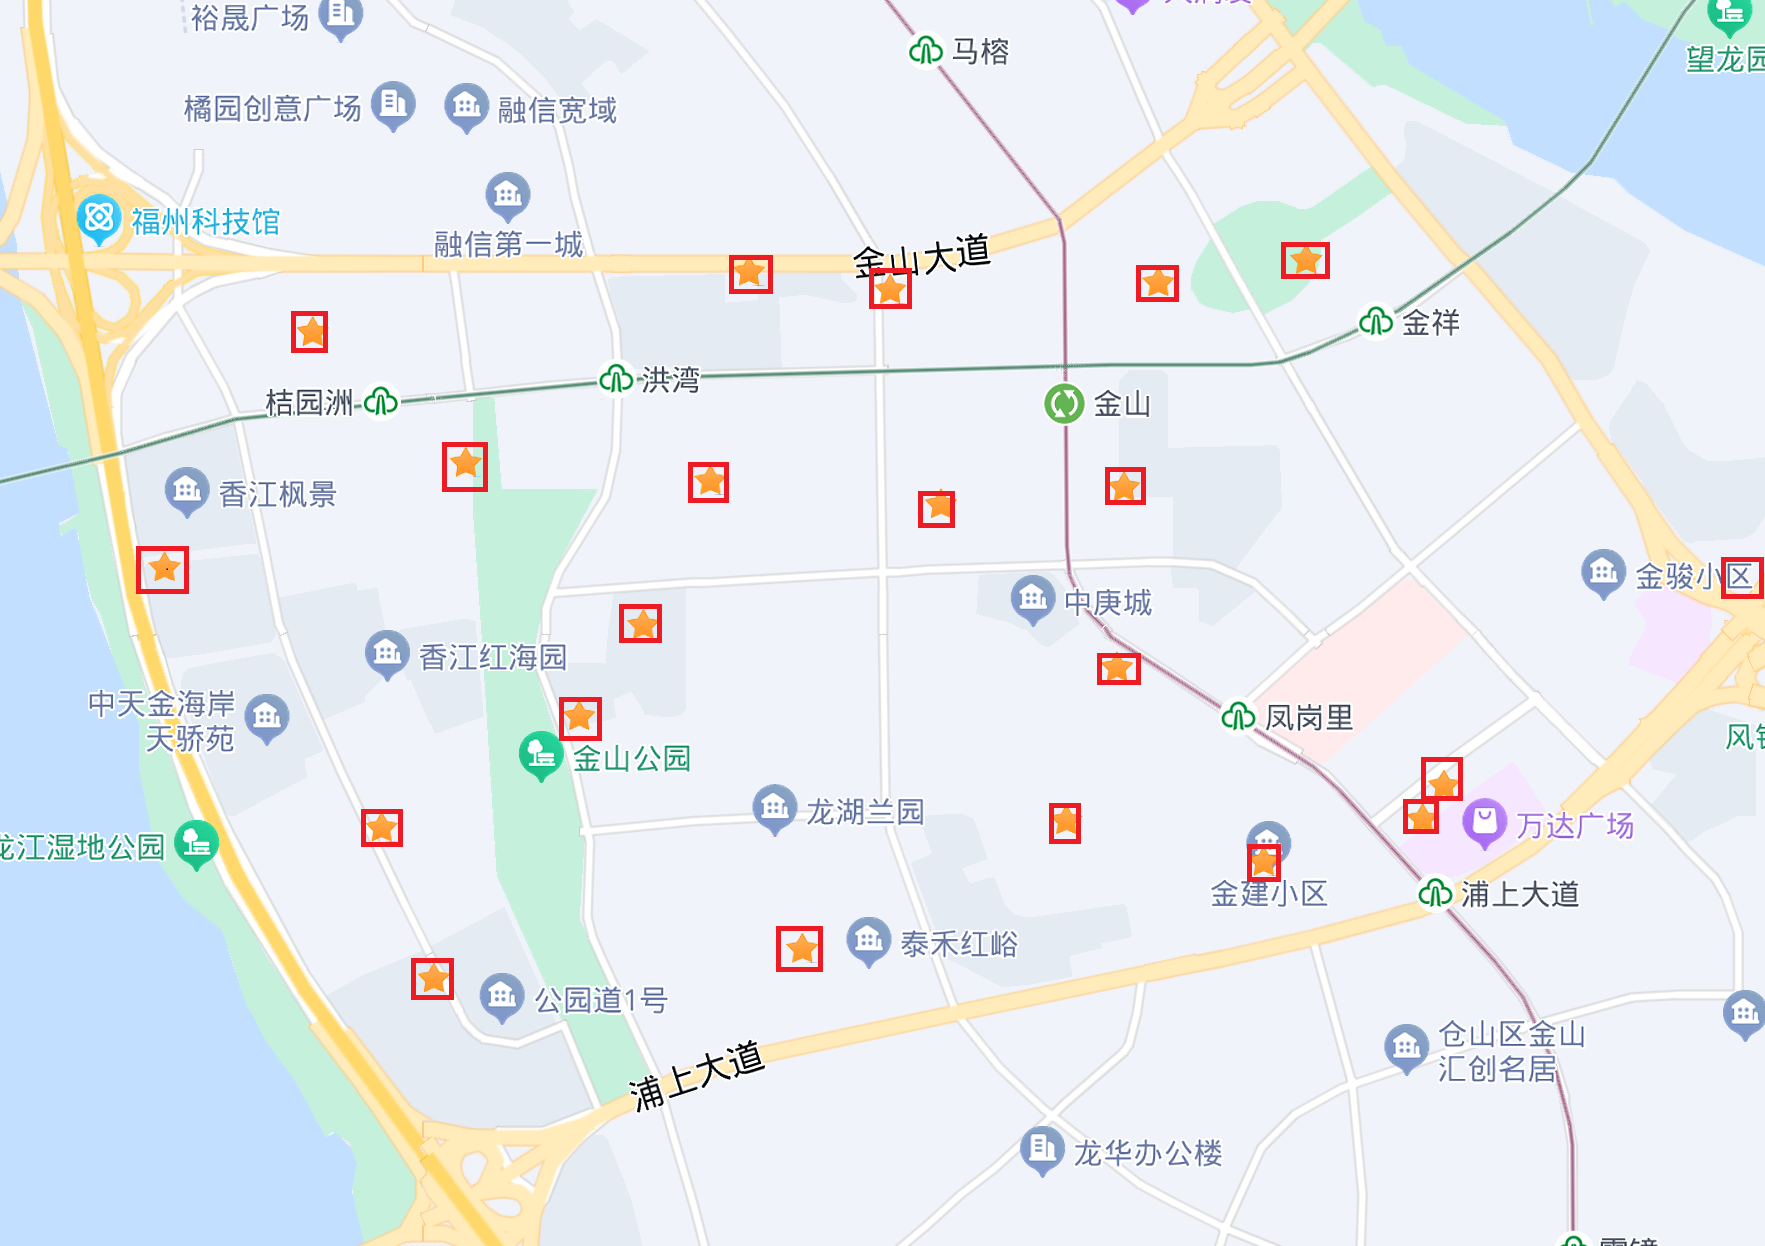 裕晟广场
马榕
望龙园
橘园创意广场
融信宽域
福州科技馆
融信第一城
金山大道
金祥
洪湾
桔园洲
金山
香江枫景
金骏小区
中庚城
香江红海园
中天金海岸
天骄苑
凤岗里
金山公园
龙湖兰园
万达广场
龙江湿地公园
金建小区
浦上大道
泰禾红峪
公园道1号
仓山区金山
汇创名居
浦上大道
龙华办公楼